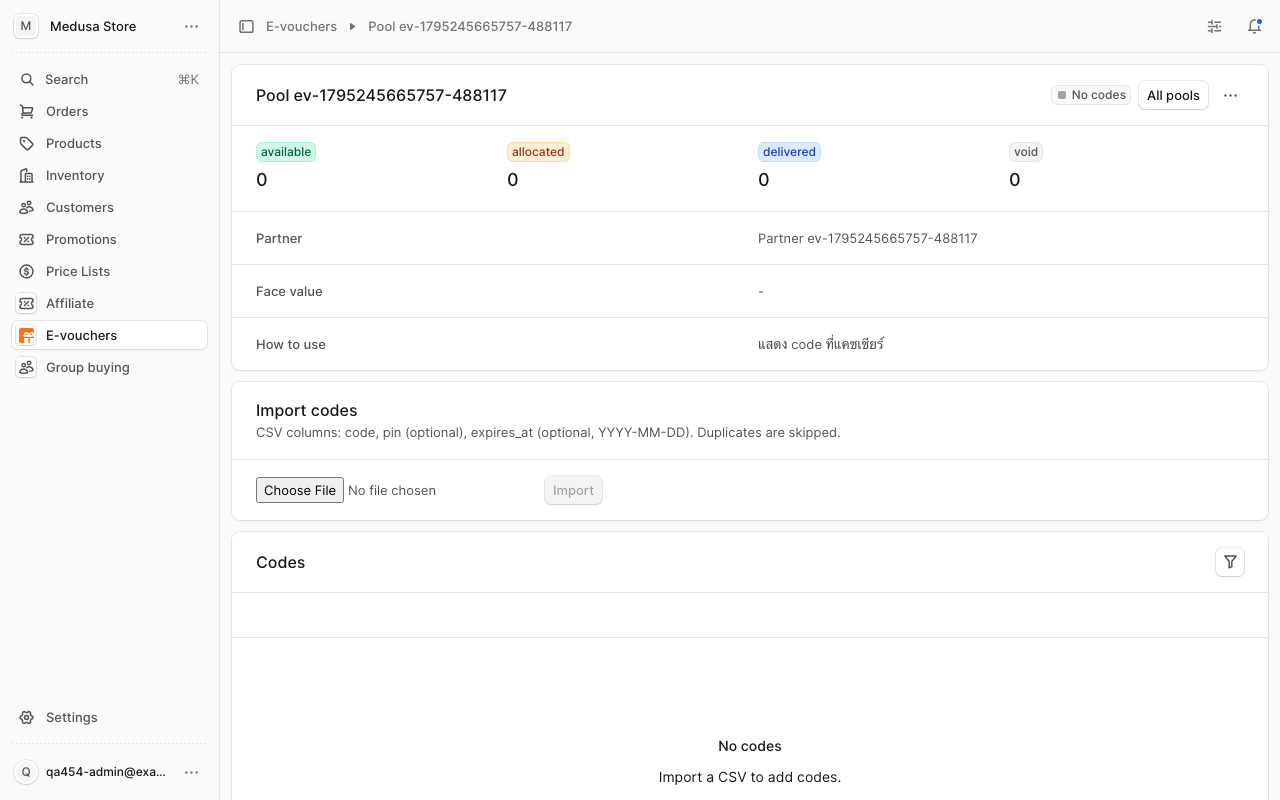 M Medusa Store
Search ⌘K
Orders
Products
Inventory
Customers
Promotions
Price Lists
Affiliate
E-vouchers
Group buying
Settings
Q qa454-admin@exa...
E-vouchers Pool ev-1795245665757-488117
Pool ev-1795245665757-488117
No codes
All pools
available allocated delivered void
0 0 0 0
Partner Partner ev-1795245665757-488117
Face value -
How to use แสดง code ที่แคชเชียร์
Import codes
CSV columns: code, pin (optional), expires_at (optional, YYYY-MM-DD). Duplicates are skipped.
Choose File No file chosen Import
Codes
No codes
Import a CSV to add codes.